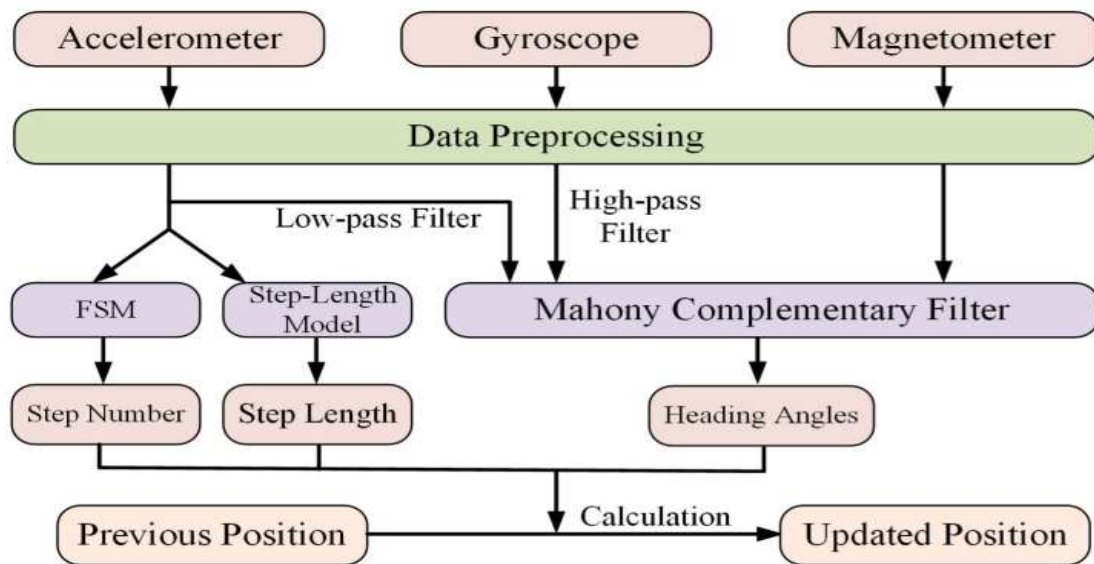 Accelerometer
Gyroscope
Magnetometer
Data Preprocessing
Low-pass Filter
High-pass
Filter
FSM
Step-Length
Model
Mahony Complementary Filter
Step Number
Step Length
Heading Angles
Previous Position
Calculation
Updated Position